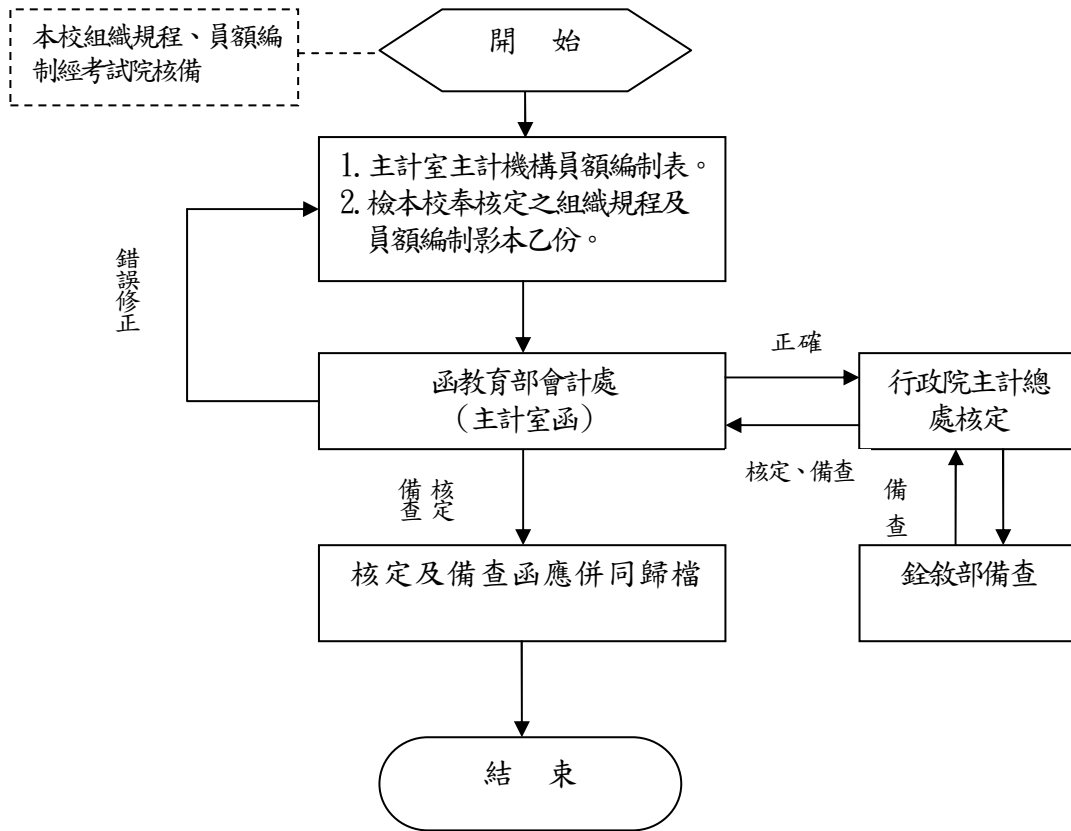 本校組織規程、員額編
制經考試院核備
開 始
1. 主計室主計機構員額編制表。
2. 檢本校奉核定之組織規程及
員額編制影本乙份。
錯誤修正
函教育部會計處
（主計室函）
正確
行政院主計總
處核定
核定、備查
核定
備查
備查
核定及備查函應併同歸檔
銓敘部備查
結 束